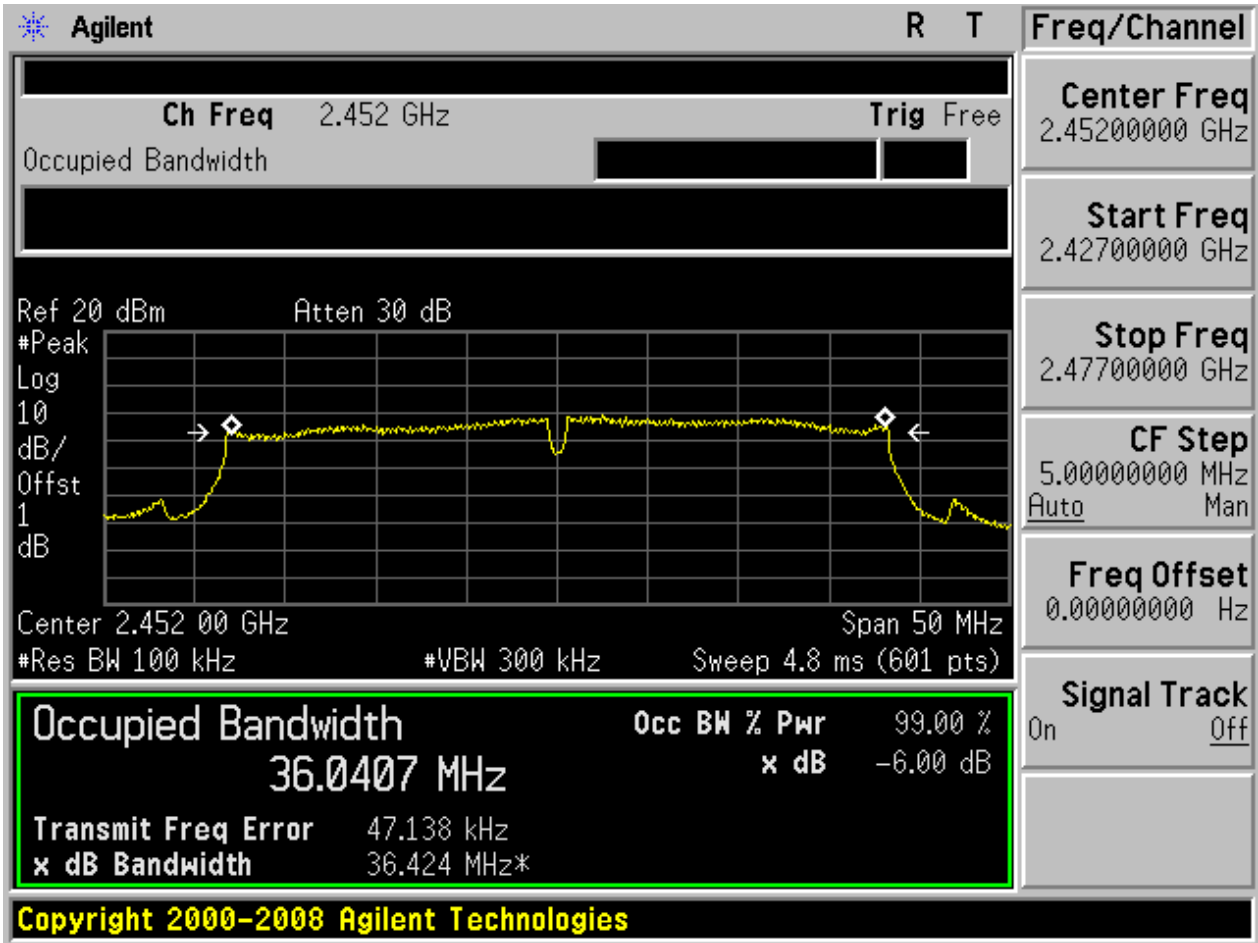 Agilent R T
Freq/Channel
Ch Freq 2.452 GHz Trig Free
Occupied Bandwidth
Center Freq
2.45200000 GHz
Start Freq
2.42700000 GHz
Stop Freq
2.47700000 GHz
CF Step
5.00000000 MHz
Auto Man
Freq Offset
0.00000000 Hz
Signal Track
On Off
Ref 20 dBm Atten 30 dB
#Peak
Log
10
dB/
Offst
1
dB
Center 2.452 00 GHz Span 50 MHz
#Res BW 100 kHz #VBW 300 kHz Sweep 4.8 ms (601 pts)
Occupied Bandwidth Occ BW % Pwr 99.00 %
36.0407 MHz x dB -6.00 dB
Transmit Freq Error 47.138 kHz
x dB Bandwidth 36.424 MHz*
Copyright 2000-2008 Agilent Technologies